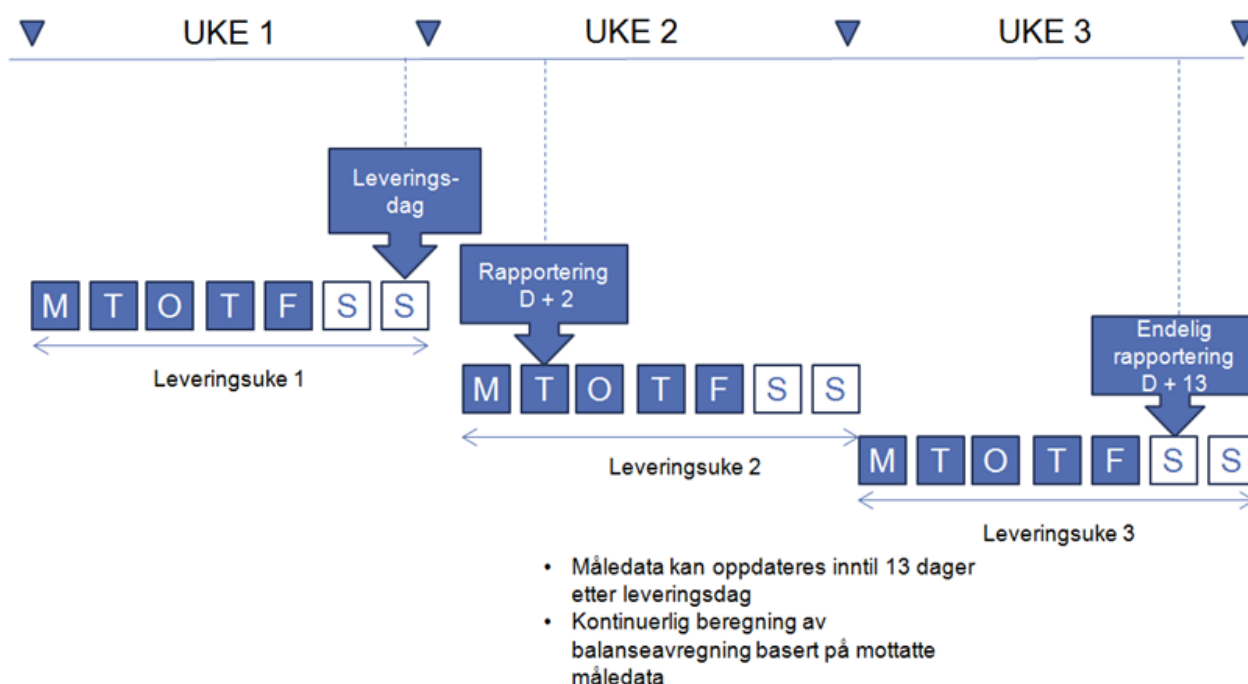 UKE 1
UKE 2
UKE 3
Leverings-
dag
Rapportering
D + 2
Endelig
rapportering
D + 13
M T O T F S S
Leveringsuke 1
M T O T F S S
Leveringsuke 2
M T O T F S S
Leveringsuke 3
• Måledata kan oppdateres inntil 13 dager
etter leveringsdag
• Kontinuerlig beregning av
balanseavregning basert på mottatte
måledata